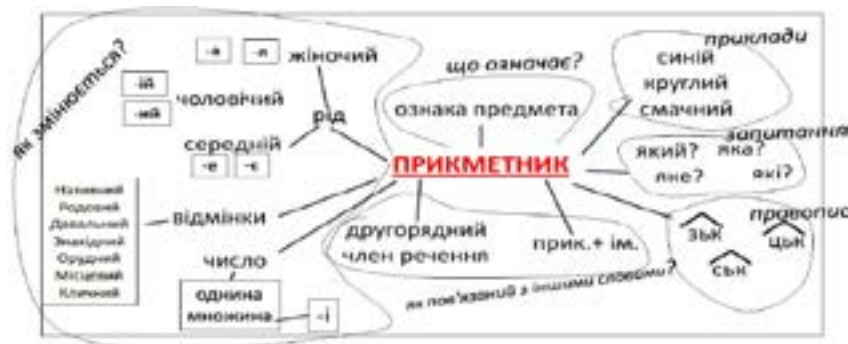 як змінюється?
-а -я жіночий
-ій
-ий
чоловічий
рід
середній
-е -є
Називний
Родовий
Давальний
Знахідний
Орудний
Місцевий
Кличний
відмінки
число
однина
множина
-і
що означає?
ознака предмета
ПРИКМЕТНИК
другорядний
член речення
прик.+ ім.
як пов'язаний з іншими словами?
приклади
синій
круглий
смачний
запитання
який? яка?
яке? які?
правопис
зьк цьк
ськ